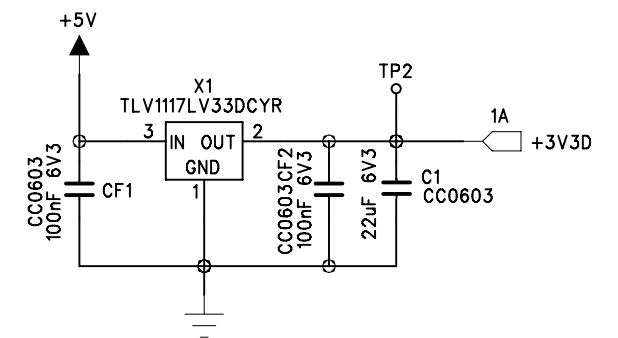 +5V
TP2
X1
TLV1117LV33DCYR
1A
3
IN OUT
2
+3V3D
GND
1
CC0603
100nF 6V3
CF1
CC0603CF2
100nF 6V3
22uF 6V3
C1
CC0603